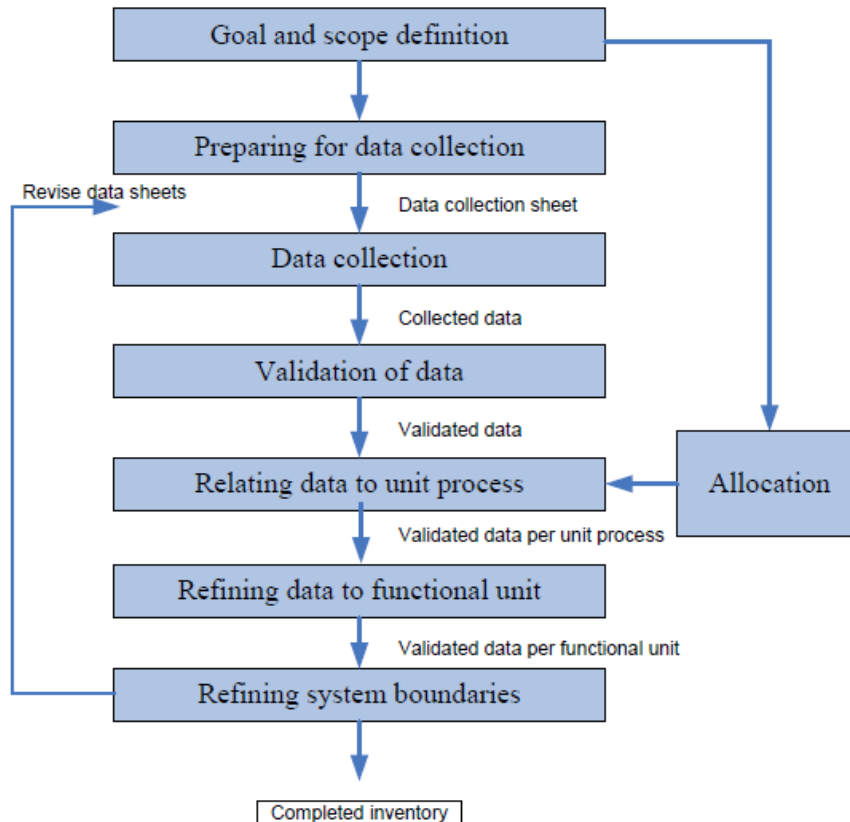 Goal and scope definition
Preparing for data collection
Revise data sheets
Data collection sheet
Data collection
Collected data
Validation of data
Validated data
Relating data to unit process
Allocation
Validated data per unit process
Refining data to functional unit
Validated data per functional unit
Refining system boundaries
Completed inventory